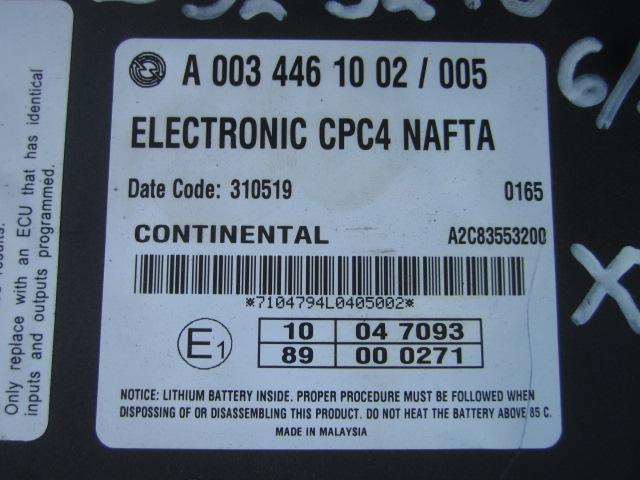 A 003 446 10 02 / 005
ELECTRONIC CPC4 NAFTA
Date Code: 310519 0165
CONTINENTAL A2C83553200
*7104794L0405002*
E1
10 04 7093
89 00 0271
NOTICE: LITHIUM BATTERY INSIDE. PROPER PROCEDURE MUST BE FOLLOWED WHEN
DISPOSSING OF OR DISASSEMBLING THIS PRODUCT. DO NOT HEAT THE BATTERY ABOVE 85 C.
MADE IN MALAYSIA
Only replace with an ECU that has identical
inputs and outputs programmed.
6/
X